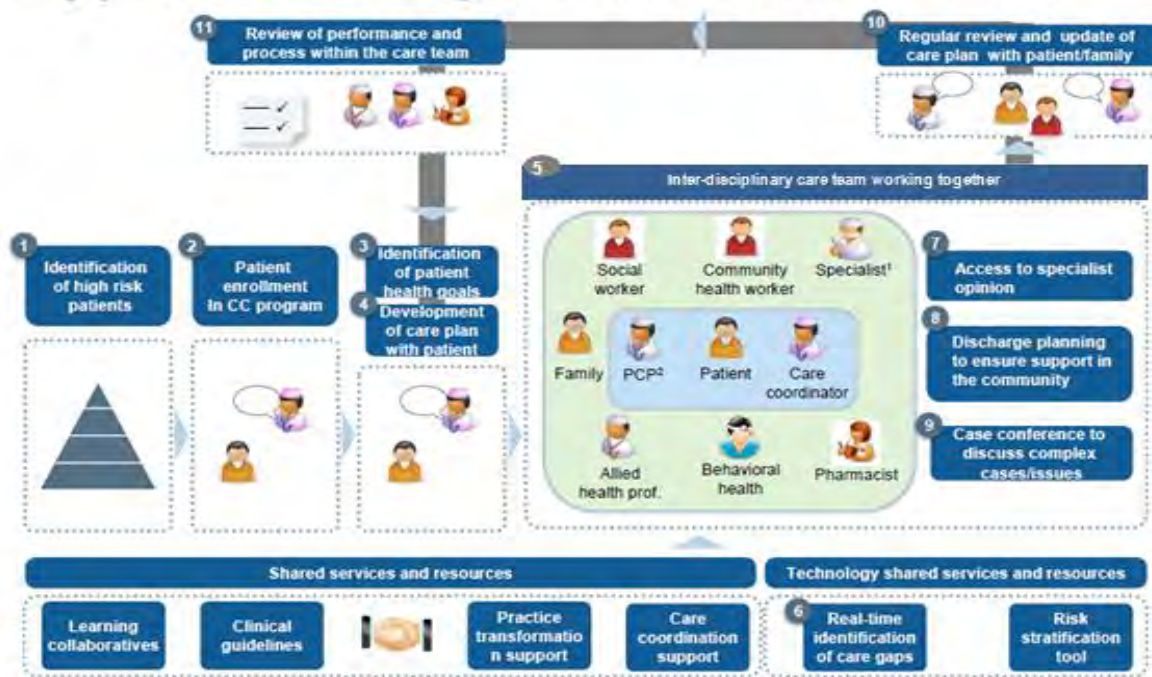 11
Review of performance and
process within the care team
10
Regular review and update of
care plan with patient/family
5
Inter-disciplinary care team working together
1
Identification
of high risk
patients
2
Patient
enrollment
in CC program
3
Identification
of patient
health goals
4
Development
of care plan
with patient
Social
worker
Community
health worker
Specialist¹
Family
PCP²
Patient
Care
coordinator
Allied
health prof.
Behavioral
health
Pharmacist
7
Access to specialist
opinion
8
Discharge planning
to ensure support in
the community
9
Case conference to
discuss complex
cases/issues
Shared services and resources
Learning
collaboratives
Clinical
guidelines
Practice
transformatio
n support
Care
coordination
support
Technology shared services and resources
6
Real-time
identification
of care gaps
Risk
stratification
tool